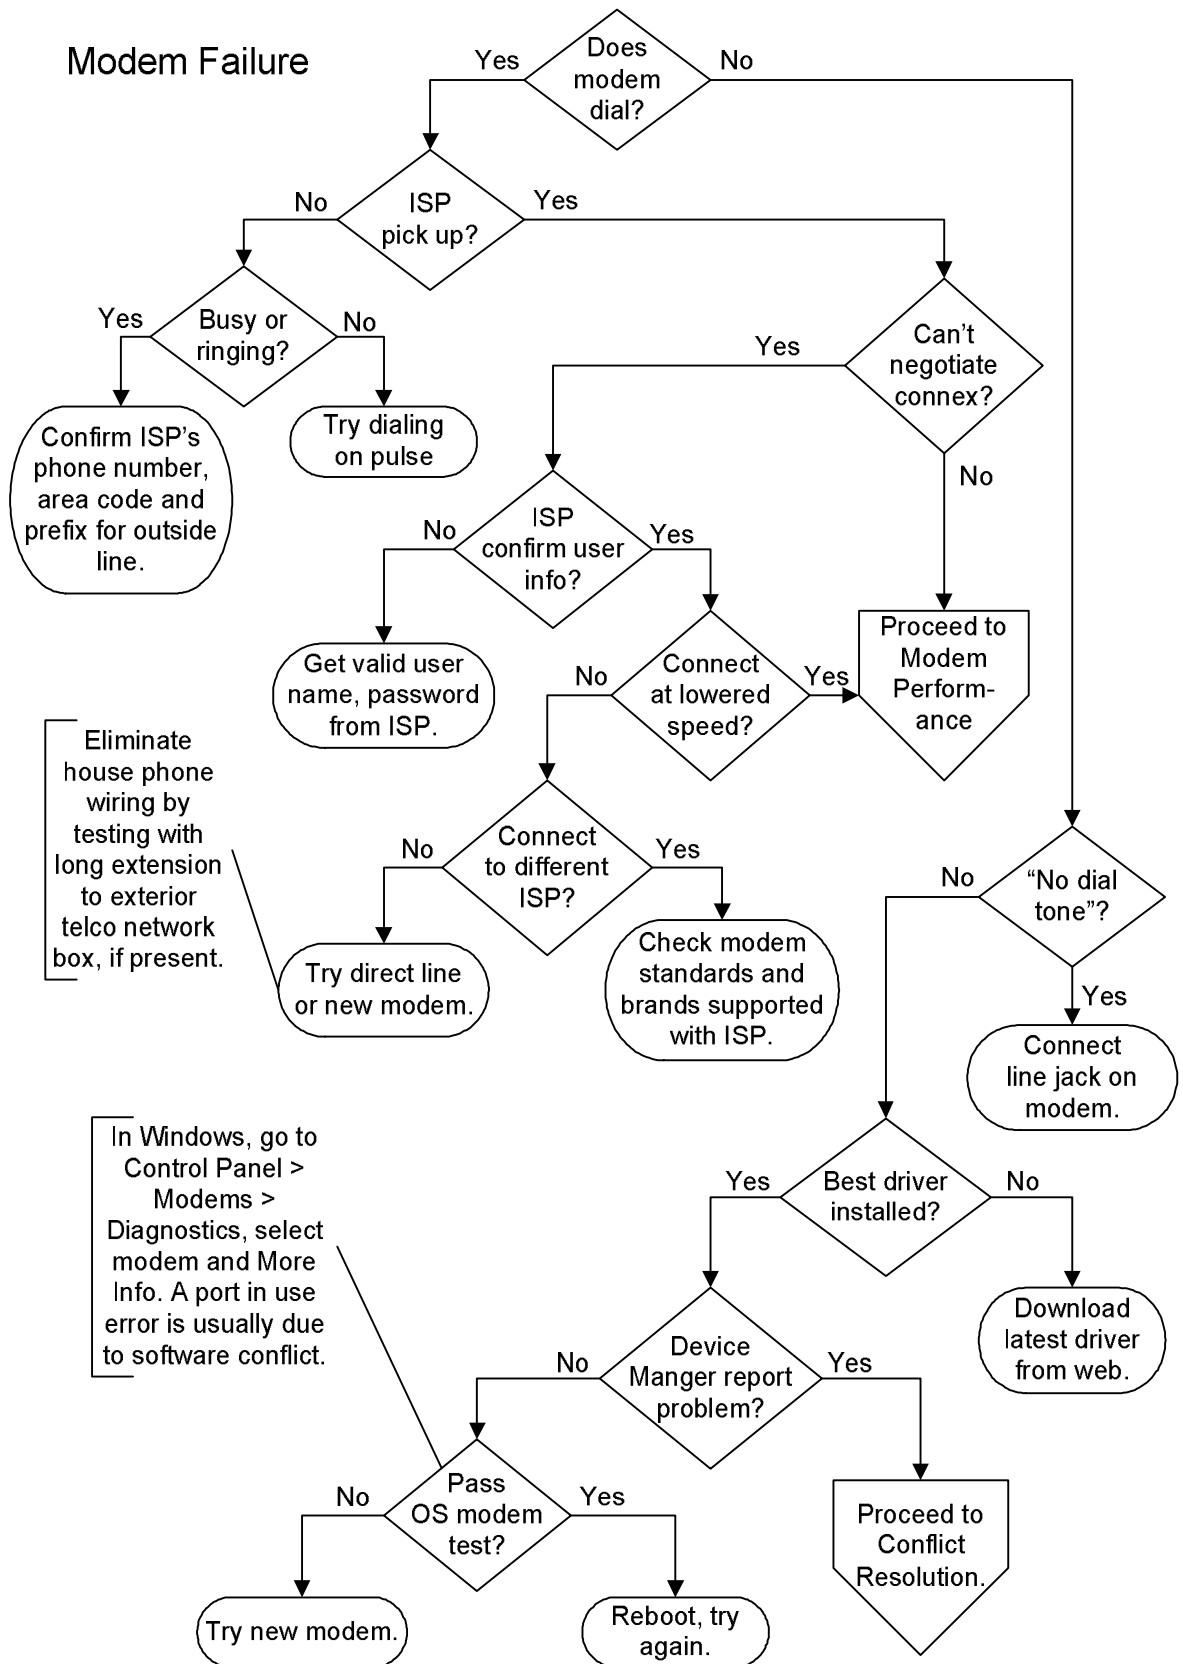 Modem Failure
Does
modem
dial?
Yes
No
ISP
pick up?
No
Yes
Busy or
ringing?
Yes
No
Can't
negotiate
connex?
Yes
No
Confirm ISP's
phone number,
area code and
prefix for outside
line.
Try dialing
on pulse
ISP
confirm user
info?
No
Yes
Get valid user
name, password
from ISP.
Connect
at lowered
speed?
No
Yes
Proceed to
Modem
Perform-
ance
Eliminate
house phone
wiring by
testing with
long extension
to exterior
telco network
box, if present.
Connect
to different
ISP?
No
Yes
Try direct line
or new modem.
Check modem
standards and
brands supported
with ISP.
“No dial
tone”?
No
Yes
Connect
line jack on
modem.
In Windows, go to
Control Panel >
Modems >
Diagnostics, select
modem and More
Info. A port in use
error is usually due
to software conflict.
Best driver
installed?
Yes
No
Download
latest driver
from web.
Device
Manger report
problem?
No
Yes
Pass
OS modem
test?
No
Yes
Proceed to
Conflict
Resolution.
Try new modem.
Reboot, try
again.